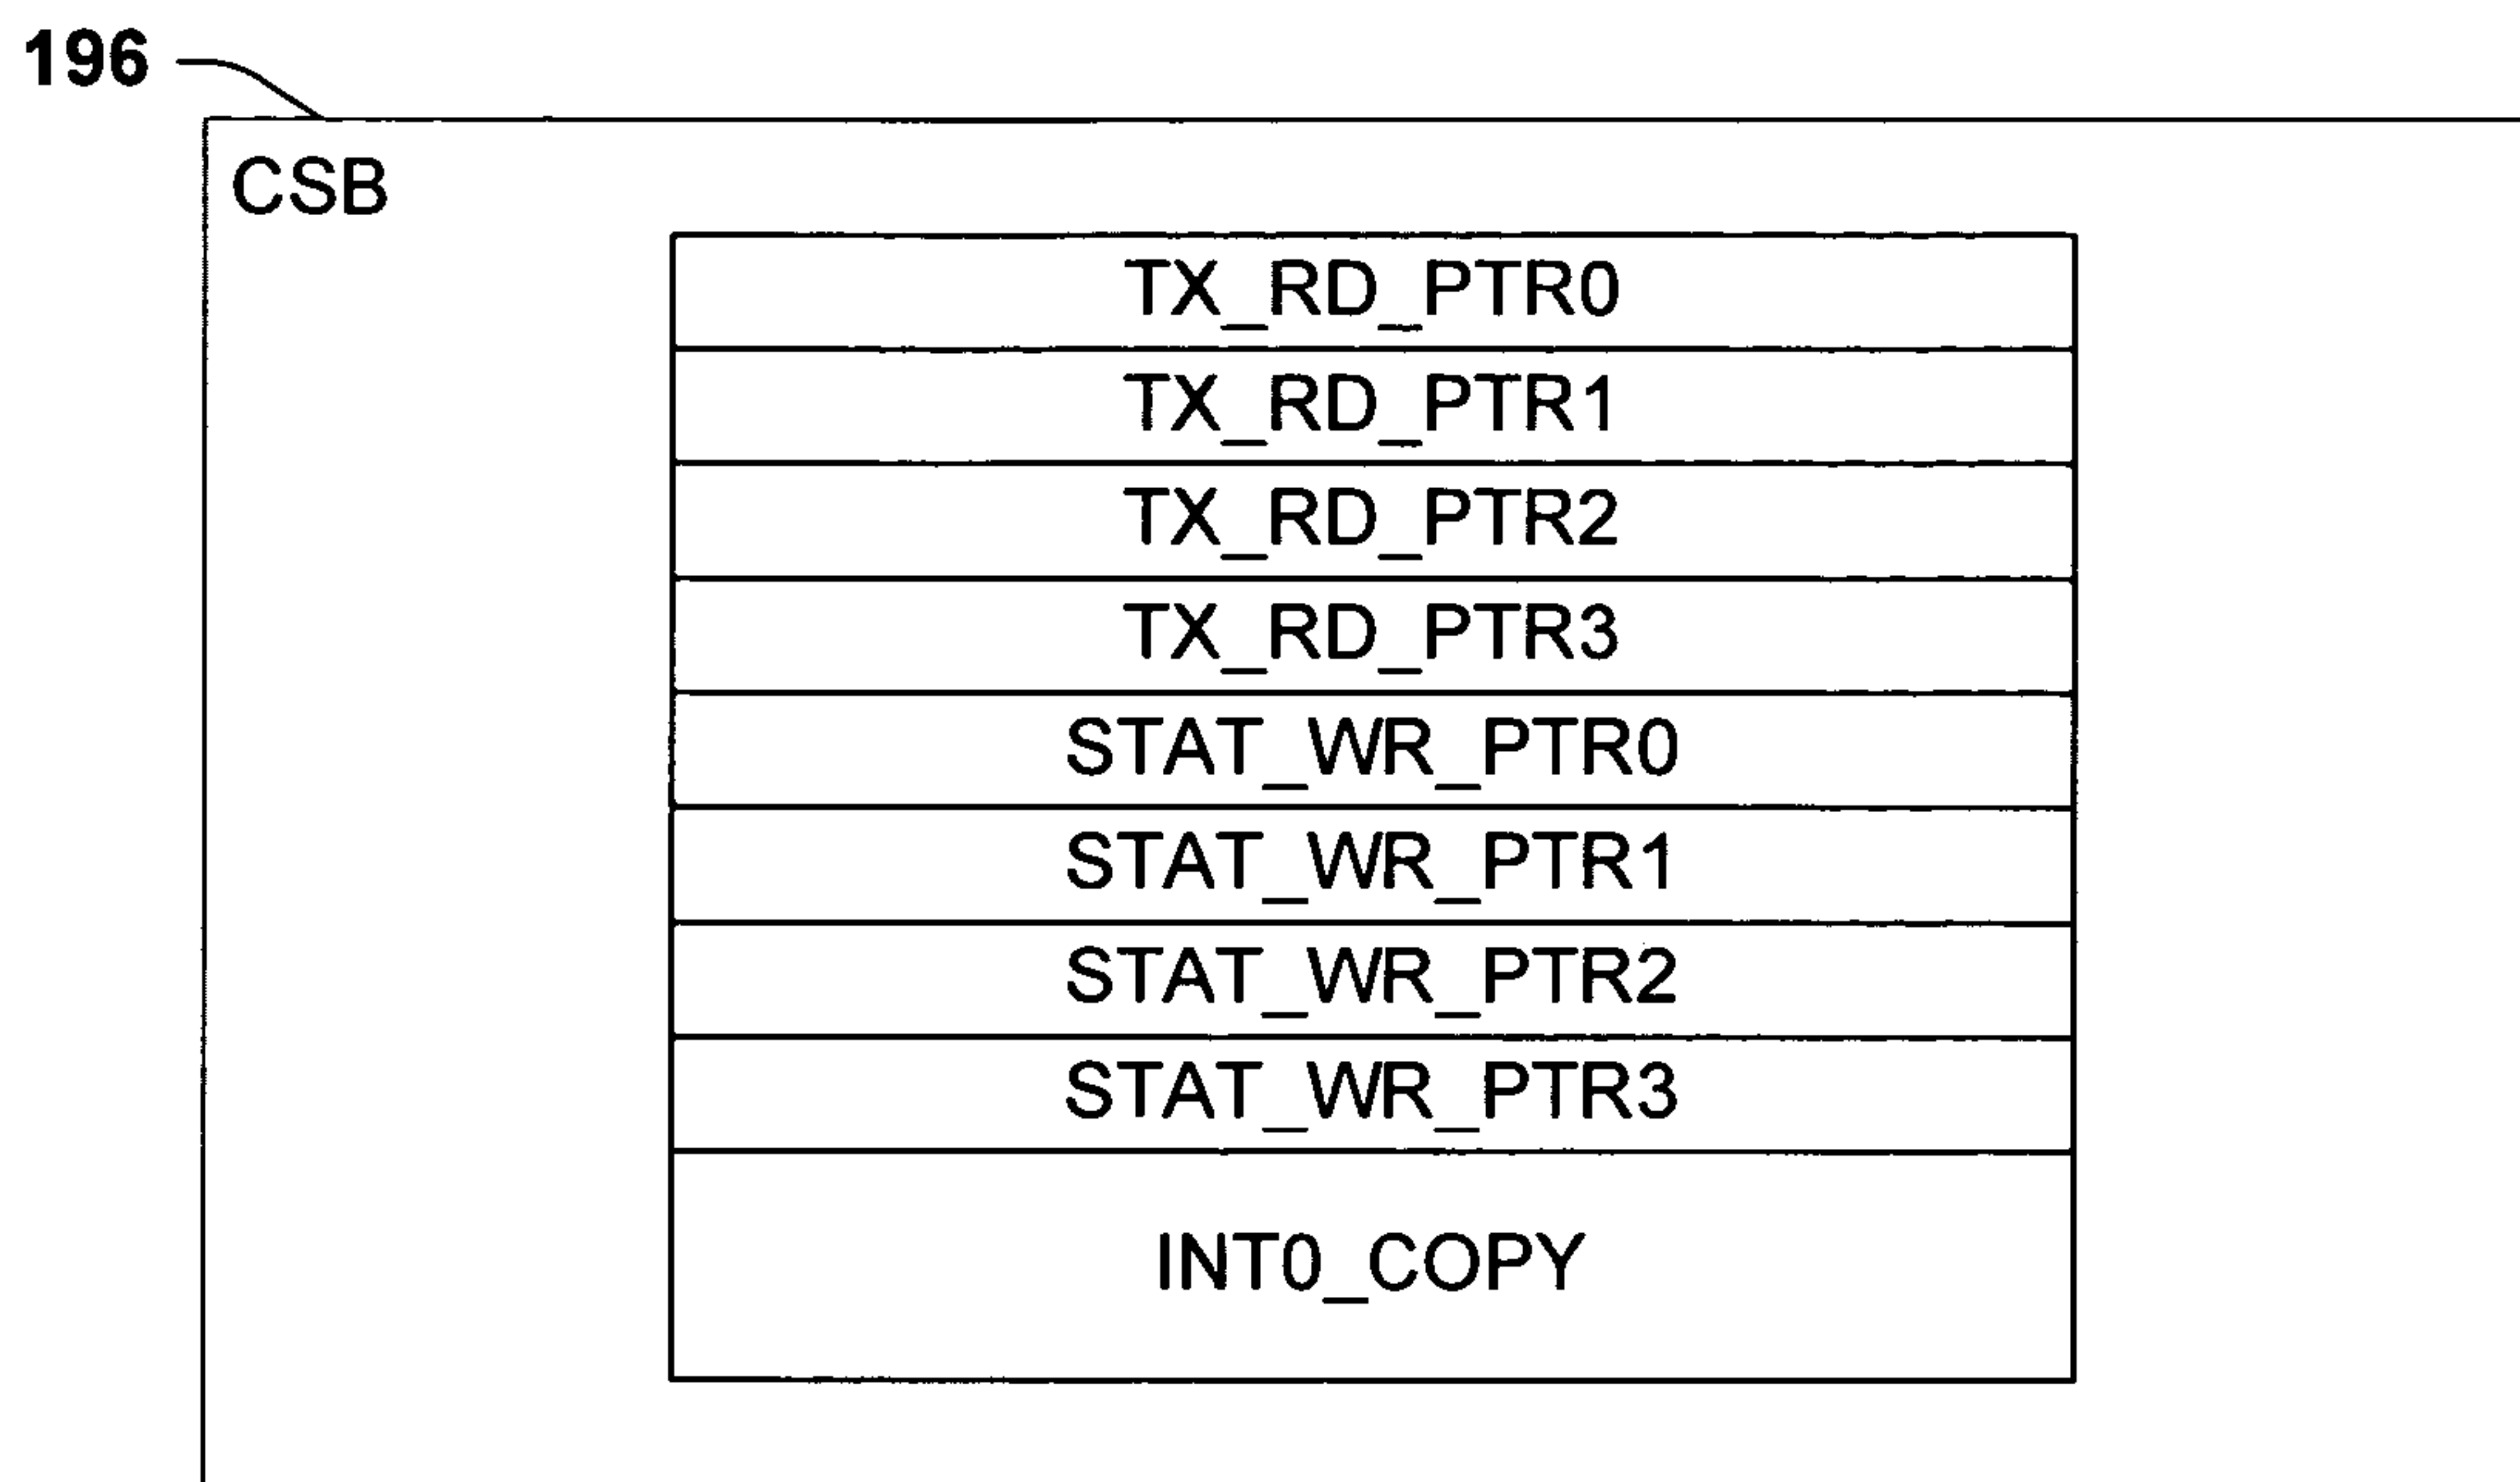 196
CSB
TX_RD_PTR0
TX_RD_PTR1
TX_RD_PTR2
TX_RD_PTR3
STAT_WR_PTR0
STAT_WR_PTR1
STAT_WR_PTR2
STAT_WR_PTR3
INT0_COPY